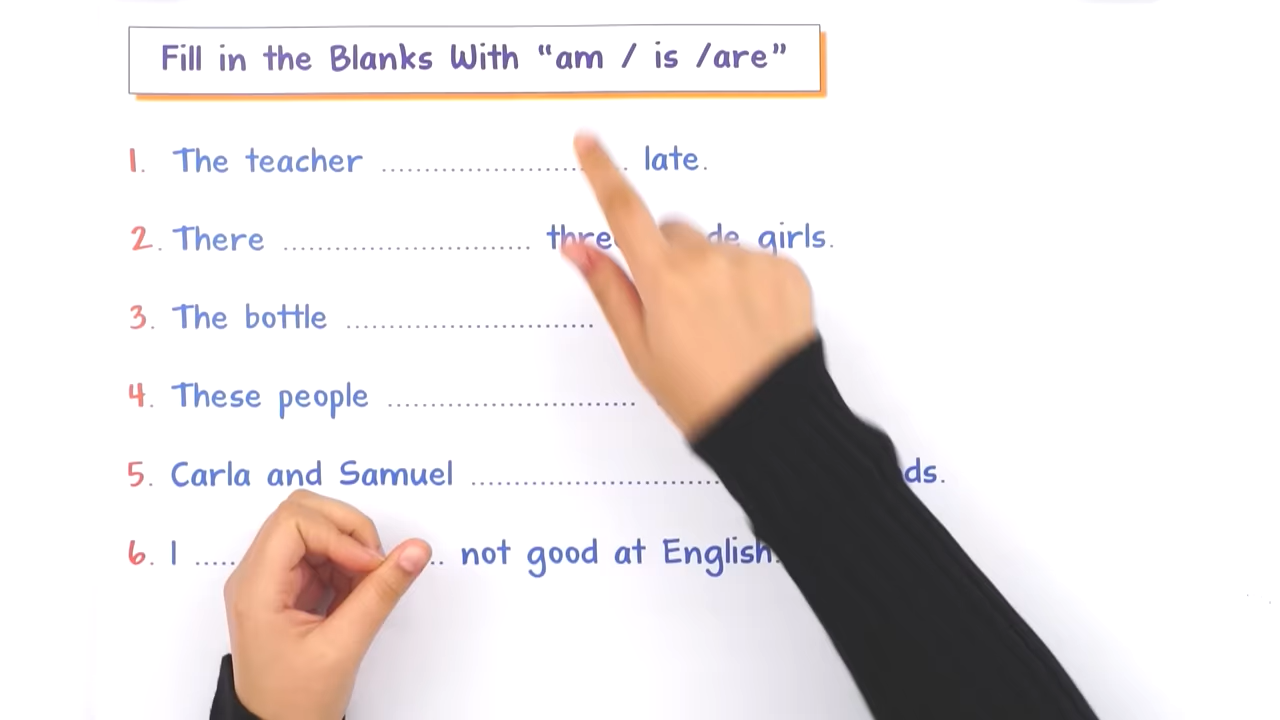 Fill in the Blanks With “am / is /are”
1. The teacher ............................ late.
2. There ............................ girls.
3. The bottle ............................
4. These people ............................
5. Carla and Samuel ............................
6. I ............................ not good at English.